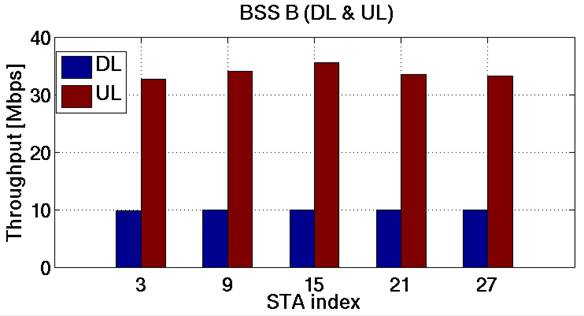 BSS B (DL & UL)
40
30
20
10
0
Throughput [Mbps]
DL
UL
3 9 15 21 27
STA index